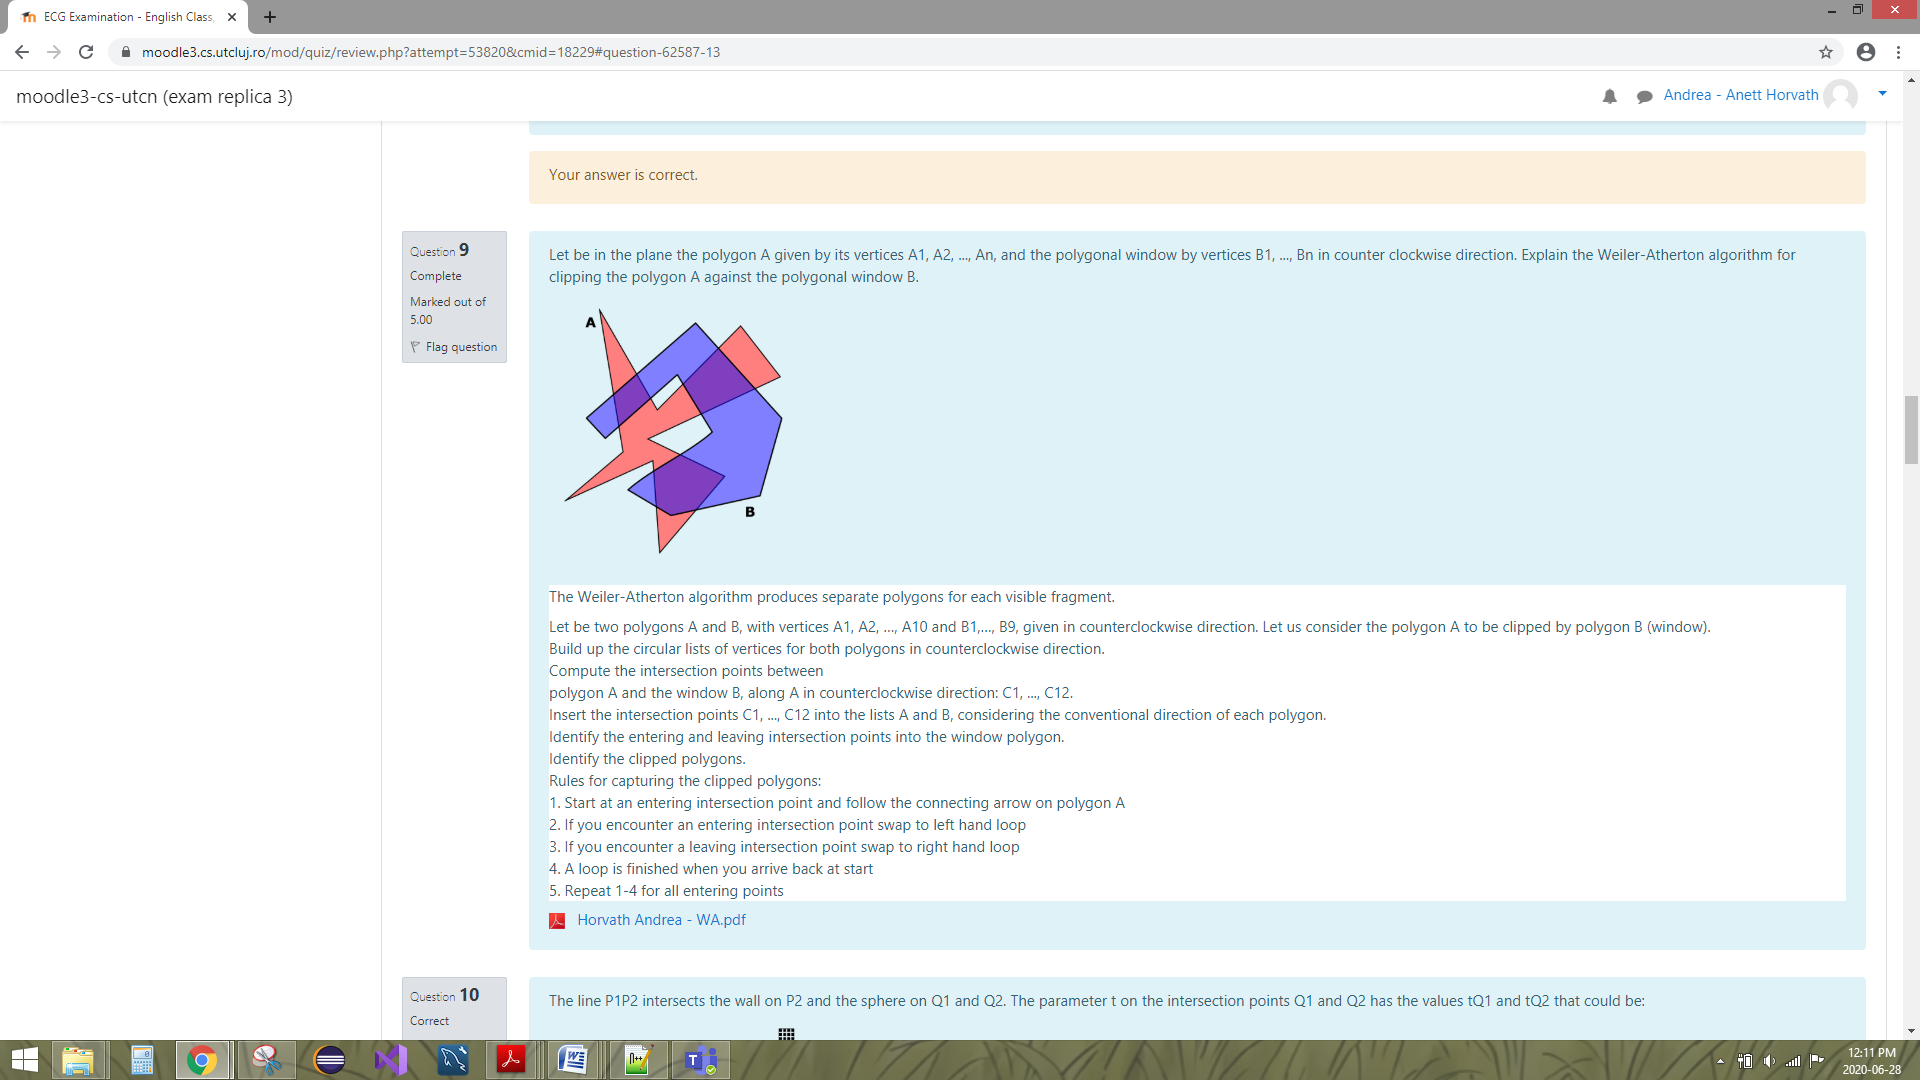 ECG Examination - English Class,
moodle3.cs.utcluj.ro/mod/quiz/review.php?attempt=53820&cmid=18229#question-62587-13
moodle3-cs-utcn (exam replica 3)
Andrea - Anett Horvath
Your answer is correct.
Question 9
Complete
Marked out of
5.00
Flag question
Let be in the plane the polygon A given by its vertices A1, A2, ..., An, and the polygonal window by vertices B1, ..., Bn in counter clockwise direction. Explain the Weiler-Atherton algorithm for
clipping the polygon A against the polygonal window B.
A
B
The Weiler-Atherton algorithm produces separate polygons for each visible fragment.
Let be two polygons A and B, with vertices A1, A2, ..., A10 and B1,..., B9, given in counterclockwise direction. Let us consider the polygon A to be clipped by polygon B (window).
Build up the circular lists of vertices for both polygons in counterclockwise direction.
Compute the intersection points between
polygon A and the window B, along A in counterclockwise direction: C1, ..., C12.
Insert the intersection points C1, ..., C12 into the lists A and B, considering the conventional direction of each polygon.
Identify the entering and leaving intersection points into the window polygon.
Identify the clipped polygons.
Rules for capturing the clipped polygons:
1. Start at an entering intersection point and follow the connecting arrow on polygon A
2. If you encounter an entering intersection point swap to left hand loop
3. If you encounter a leaving intersection point swap to right hand loop
4. A loop is finished when you arrive back at start
5. Repeat 1-4 for all entering points
Horvath Andrea - WA.pdf
Question 10
Correct
The line P1P2 intersects the wall on P2 and the sphere on Q1 and Q2. The parameter t on the intersection points Q1 and Q2 has the values tQ1 and tQ2 that could be:
12:11 PM
2020-06-28